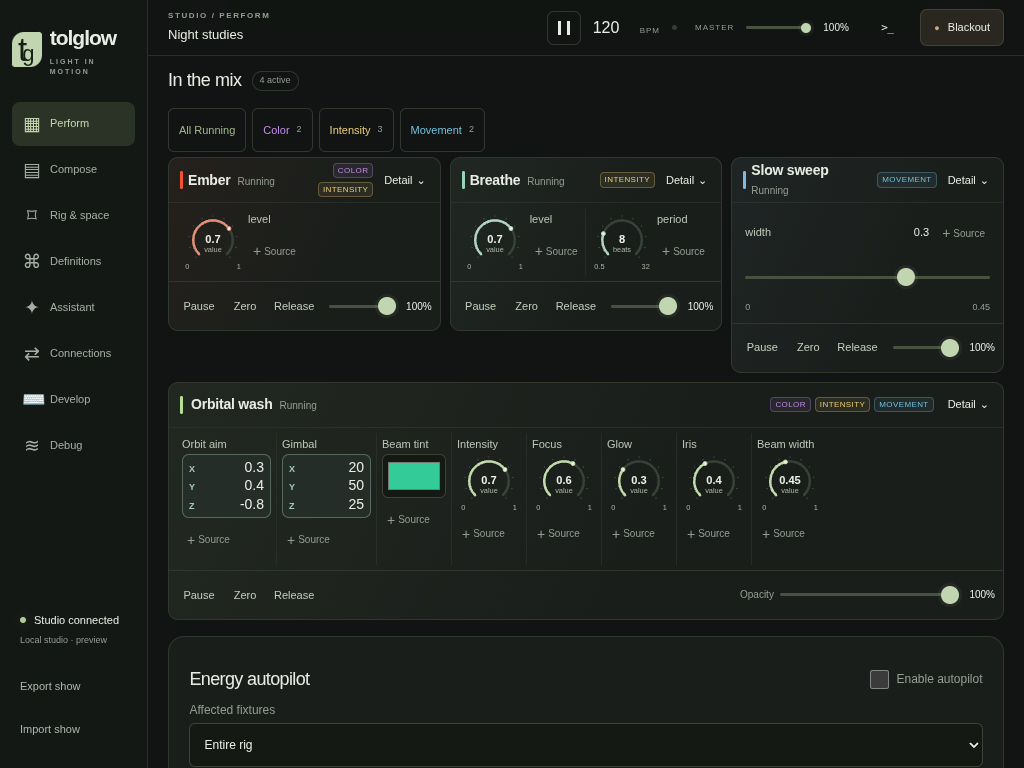 tg tolglow
LIGHT IN
MOTION
Perform
Compose
Rig & space
Definitions
Assistant
Connections
Develop
Debug
Studio connected
Local studio · preview
Export show
Import show
STUDIO / PERFORM
Night studies
120 BPM MASTER 100% >_ Blackout
In the mix 4 active
All Running Color 2 Intensity 3 Movement 2
Ember Running COLOR INTENSITY Detail
level
0.7
value
0 1
+ Source
Pause Zero Release 100%
Breathe Running INTENSITY Detail
level
0.7
value
0 1
+ Source
period
8
beats
0.5 32
+ Source
Pause Zero Release 100%
Slow sweep
Running
MOVEMENT Detail
width 0.3 + Source
0 0.45
Pause Zero Release 100%
Orbital wash Running COLOR INTENSITY MOVEMENT Detail
Orbit aim
X 0.3
Y 0.4
Z -0.8
+ Source
Gimbal
X 20
Y 50
Z 25
+ Source
Beam tint
+ Source
Intensity
0.7
value
0 1
+ Source
Focus
0.6
value
0 1
+ Source
Glow
0.3
value
0 1
+ Source
Iris
0.4
value
0 1
+ Source
Beam width
0.45
value
0 1
+ Source
Pause Zero Release Opacity 100%
Energy autopilot Enable autopilot
Affected fixtures
Entire rig